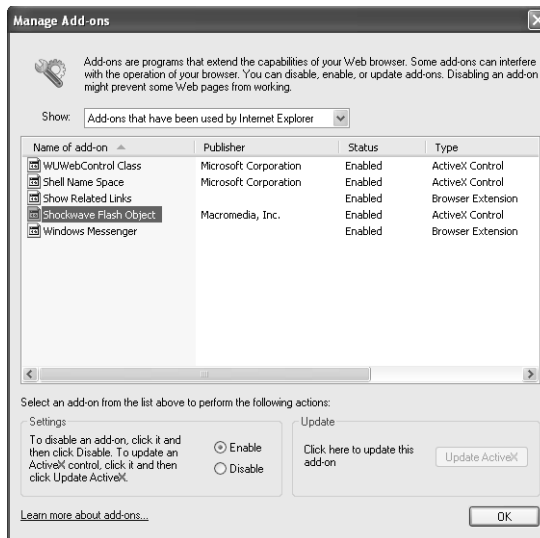 Manage Add-ons
Add-ons are programs that extend the capabilities of your Web browser. Some add-ons can interfere
with the operation of your browser. You can disable, enable, or update add-ons. Disabling an add-on
might prevent some Web pages from working.
Show: Add-ons that have been used by Internet Explorer
Name of add-on Publisher Status Type
WUWebControl Class Microsoft Corporation Enabled ActiveX Control
Shell Name Space Microsoft Corporation Enabled ActiveX Control
Show Related Links Enabled Browser Extension
Shockwave Flash Object Macromedia, Inc. Enabled ActiveX Control
Windows Messenger Enabled Browser Extension
Select an add-on from the list above to perform the following actions:
Settings
To disable an add-on, click it and
then click Disable. To update an
ActiveX control, click it and then
click Update ActiveX.
Enable
Disable
Update
Click here to update this
add-on
Update ActiveX
Learn more about add-ons...
OK